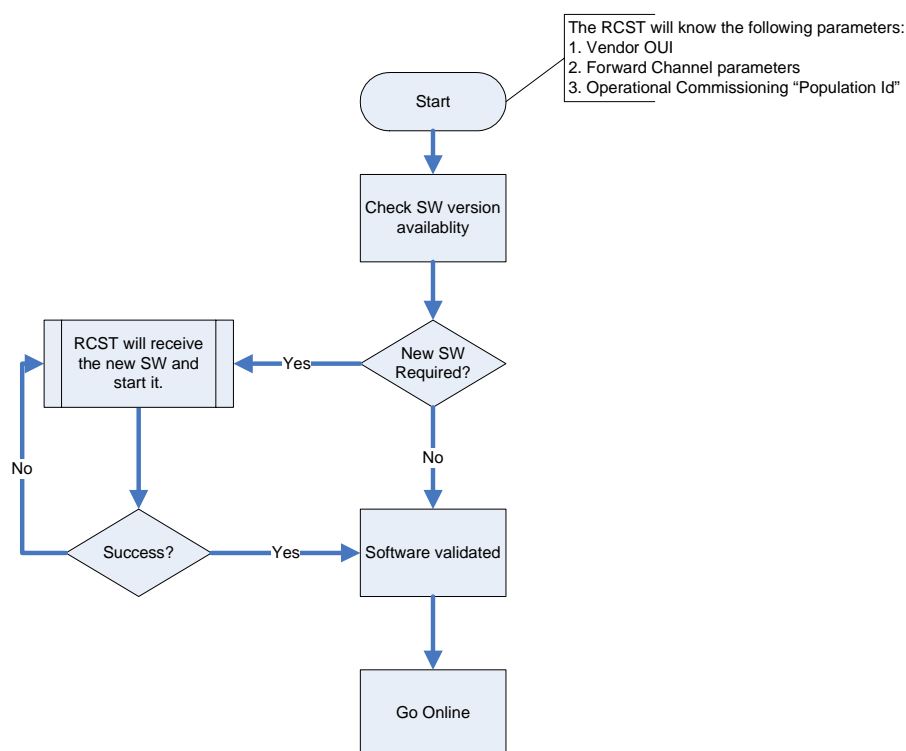 The RCST will know the following parameters:
1. Vendor OUI
2. Forward Channel parameters
3. Operational Commissioning “Population Id”
Start
Check SW version
availablity
New SW
Required?
Yes
RCST will receive
the new SW and
start it.
No
No
Success?
Yes
Software validated
Go Online